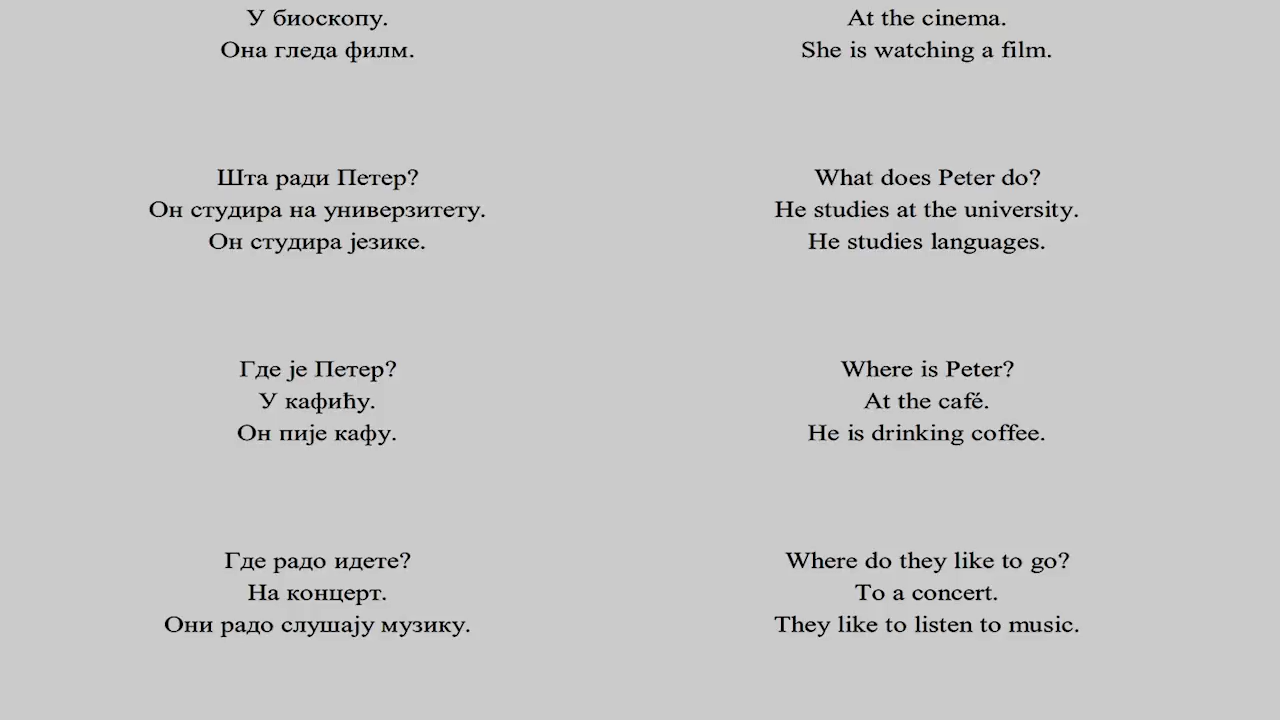 У биоскопу.
Она гледа филм.
At the cinema.
She is watching a film.
Шта ради Петер?
Он студира на универзитету.
Он студира језике.
What does Peter do?
He studies at the university.
He studies languages.
Где је Петер?
У кафићу.
Он пије кафу.
Where is Peter?
At the café.
He is drinking coffee.
Где радо идете?
На концерт.
Они радо слушају музику.
Where do they like to go?
To a concert.
They like to listen to music.